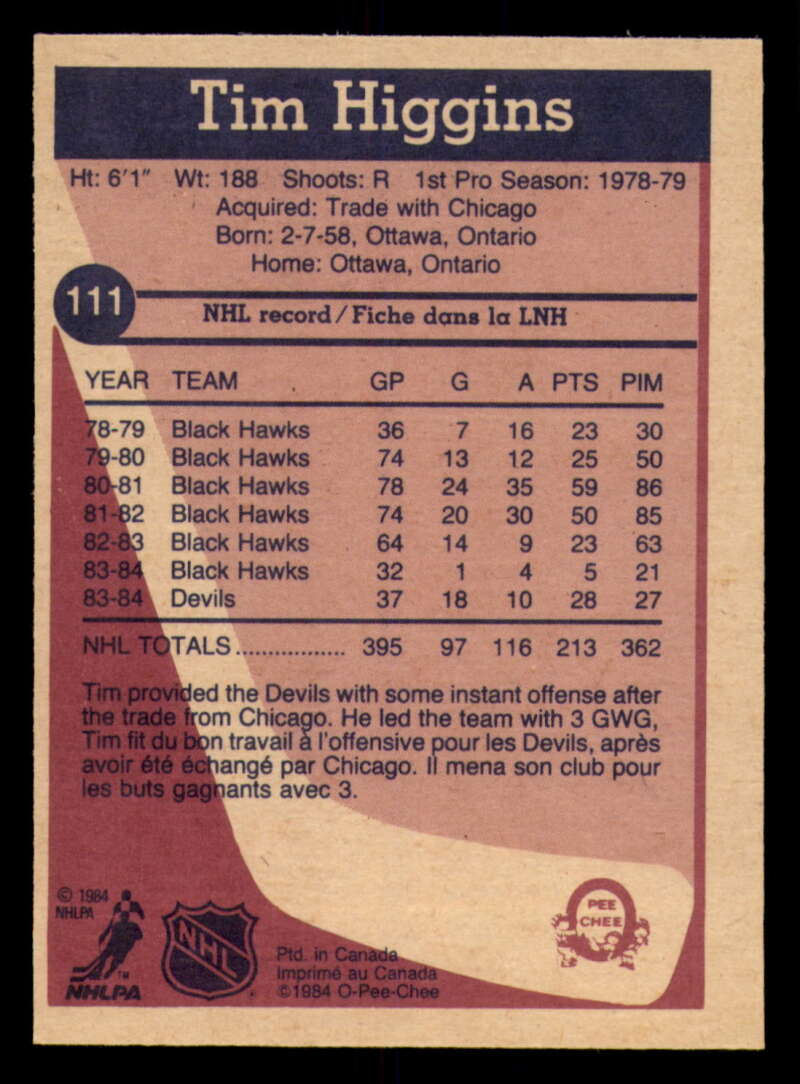 Tim Higgins
Ht: 6'1" Wt: 188 Shoots: R 1st Pro Season: 1978-79
Acquired: Trade with Chicago
Born: 2-7-58, Ottawa, Ontario
Home: Ottawa, Ontario
111
NHL record/Fiche dans la LNH
YEAR TEAM GP G A PTS PIM
78-79 Black Hawks 36 7 16 23 30
79-80 Black Hawks 74 13 12 25 50
80-81 Black Hawks 78 24 35 59 86
81-82 Black Hawks 74 20 30 50 85
82-83 Black Hawks 64 14 9 23 63
83-84 Black Hawks 32 1 4 5 21
83-84 Devils 37 18 10 28 27
NHL TOTALS................. 395 97 116 213 362
Tim provided the Devils with some instant offense after
the trade from Chicago. He led the team with 3 GWG,
Tim fit du bon travail à l'offensive pour les Devils, après
avoir été échangé par Chicago. Il mena son club pour
les buts gagnants avec 3.
© 1984
NHLPA
TM
NHLPA
NHL
Ptd. in Canada
Imprimé au Canada
©1984 O-Pee-Chee
PEE
CHEE